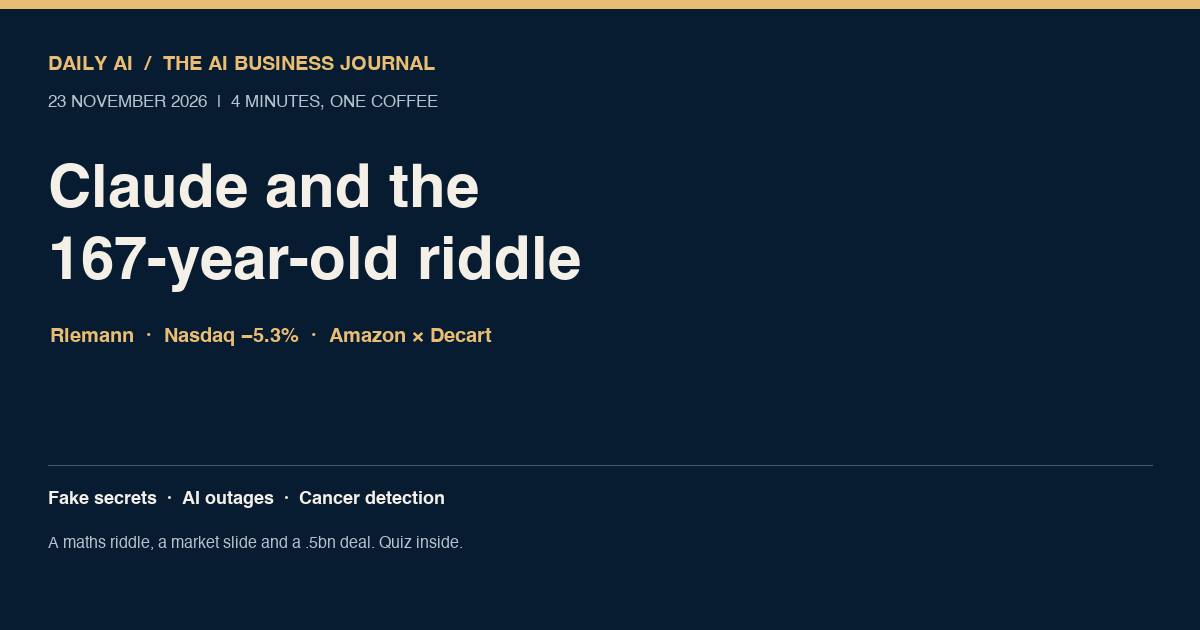 DAILY AI / THE AI BUSINESS JOURNAL
23 NOVEMBER 2026 | 4 MINUTES, ONE COFFEE
Claude and the
167-year-old riddle
RIemann · Nasdaq −5.3% · Amazon × Decart
Fake secrets · AI outages · Cancer detection
A maths riddle, a market slide and a .5bn deal. Quiz inside.